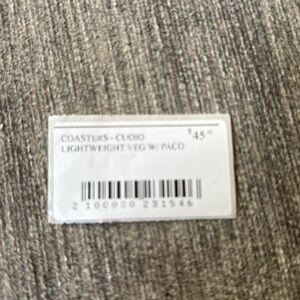 COASTERS - CUOIO $45.00
LIGHTWEIGHT VEG W/ PACO
2 100000 231546